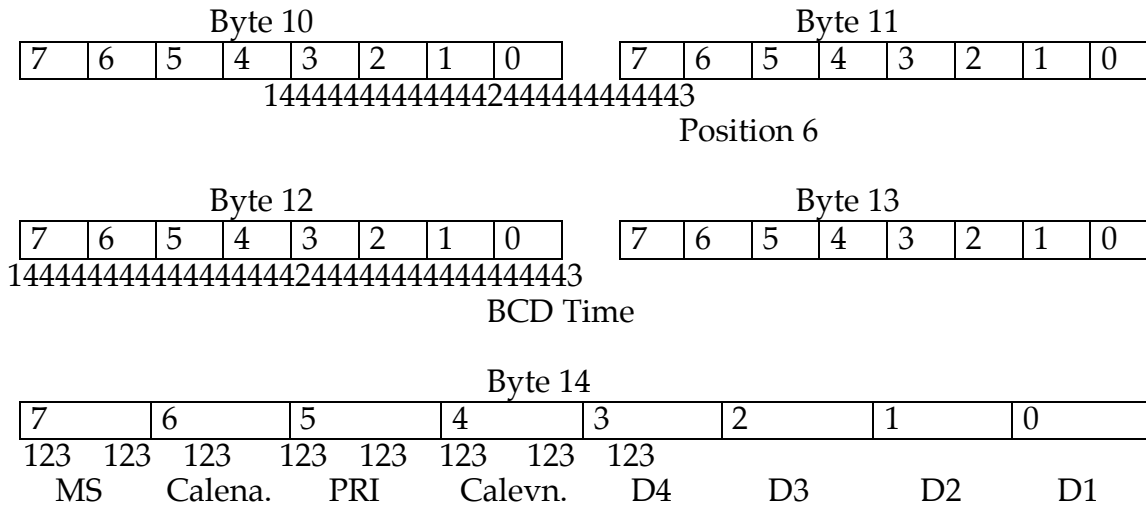 Byte 10 Byte 11
7 6 5 4 3 2 1 0 7 6 5 4 3 2 1 0
14444444444444244444444444443
Position 6
Byte 12 Byte 13
7 6 5 4 3 2 1 0 7 6 5 4 3 2 1 0
144444444444444444424444444444444444443
BCD Time
Byte 14
7 6 5 4 3 2 1 0
123 123 123 123 123 123 123 123
MS Calena. PRI Calevn. D4 D3 D2 D1